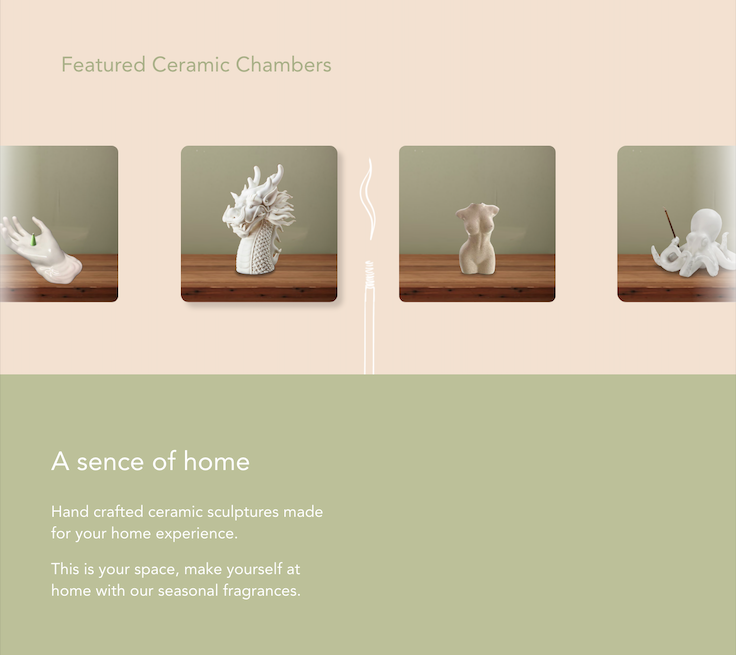 Featured Ceramic Chambers
A sence of home
Hand crafted ceramic sculptures made
for your home experience.
This is your space, make yourself at
home with our seasonal fragrances.